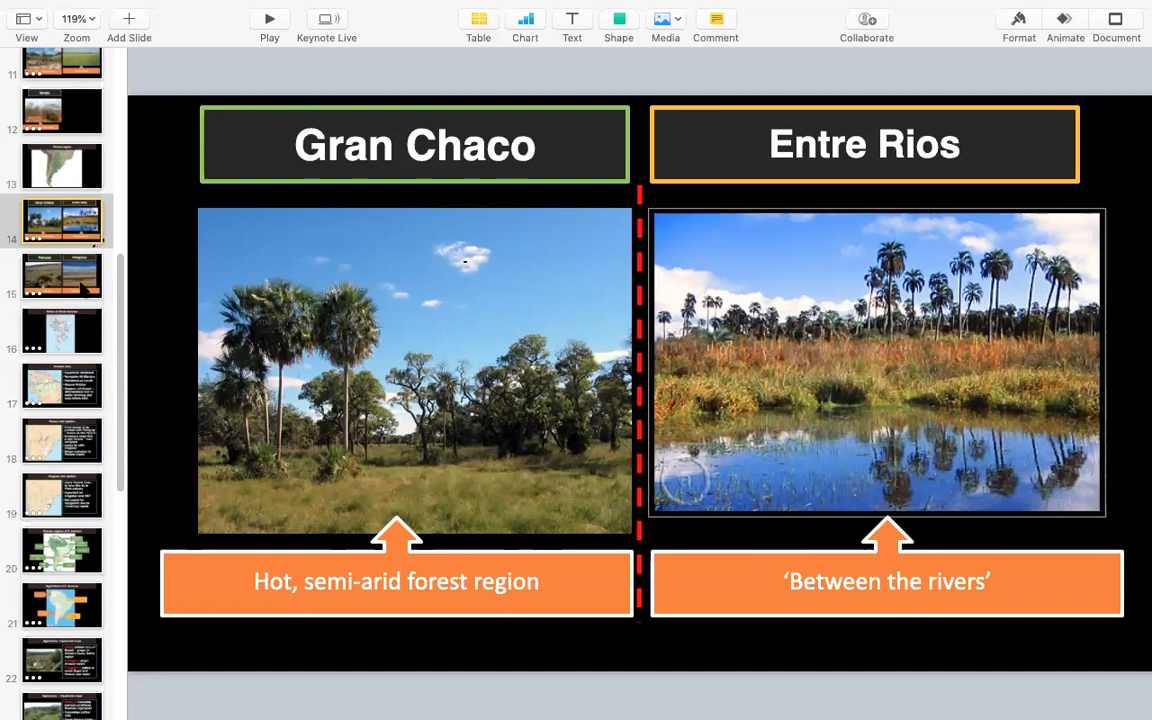 119%
View
Zoom
Add Slide
Play
Keynote Live
Table
Chart
Text
Shape
Media
Comment
Collaborate
Format
Animate
Document
11
12
13
14
15
16
17
18
19
20
21
22
Gran Chaco
Entre Rios
Hot, semi-arid forest region
‘Between the rivers’